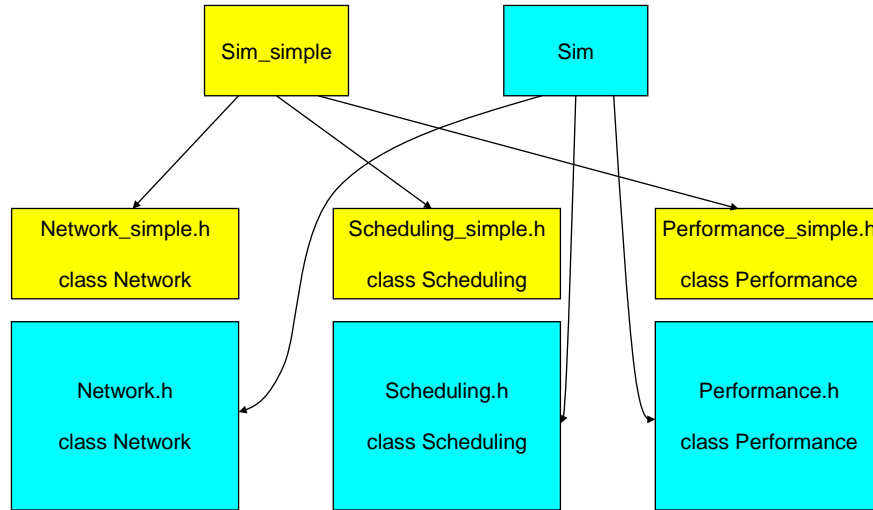 Sim_simple
Sim
Network_simple.h
class Network
Scheduling_simple.h
class Scheduling
Performance_simple.h
class Performance
Network.h
class Network
Scheduling.h
class Scheduling
Performance.h
class Performance